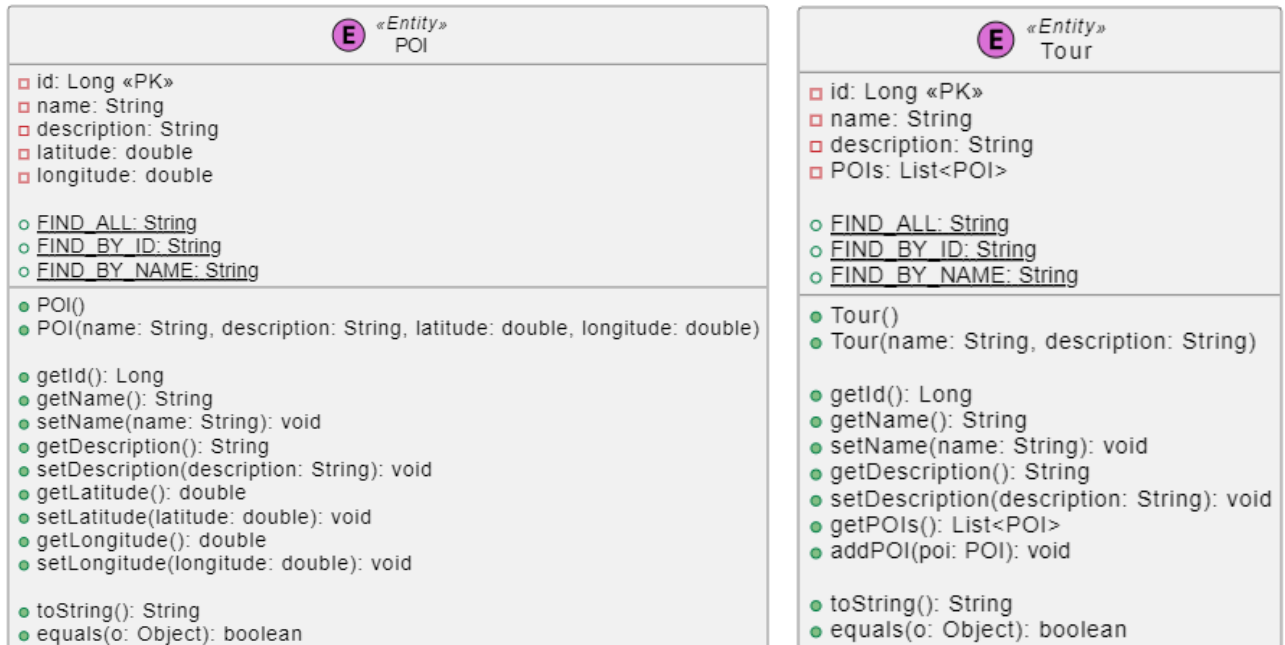 E «Entity»
POI
id: Long «PK»
name: String
description: String
latitude: double
longitude: double
FIND_ALL: String
FIND_BY_ID: String
FIND_BY_NAME: String
POI()
POI(name: String, description: String, latitude: double, longitude: double)
getId(): Long
getName(): String
setName(name: String): void
getDescription(): String
setDescription(description: String): void
getLatitude(): double
setLatitude(latitude: double): void
getLongitude(): double
setLongitude(longitude: double): void
toString(): String
equals(o: Object): boolean
E «Entity»
Tour
id: Long «PK»
name: String
description: String
POIs: List<POI>
FIND_ALL: String
FIND_BY_ID: String
FIND_BY_NAME: String
Tour()
Tour(name: String, description: String)
getId(): Long
getName(): String
setName(name: String): void
getDescription(): String
setDescription(description: String): void
getPOIs(): List<POI>
addPOI(poi: POI): void
toString(): String
equals(o: Object): boolean